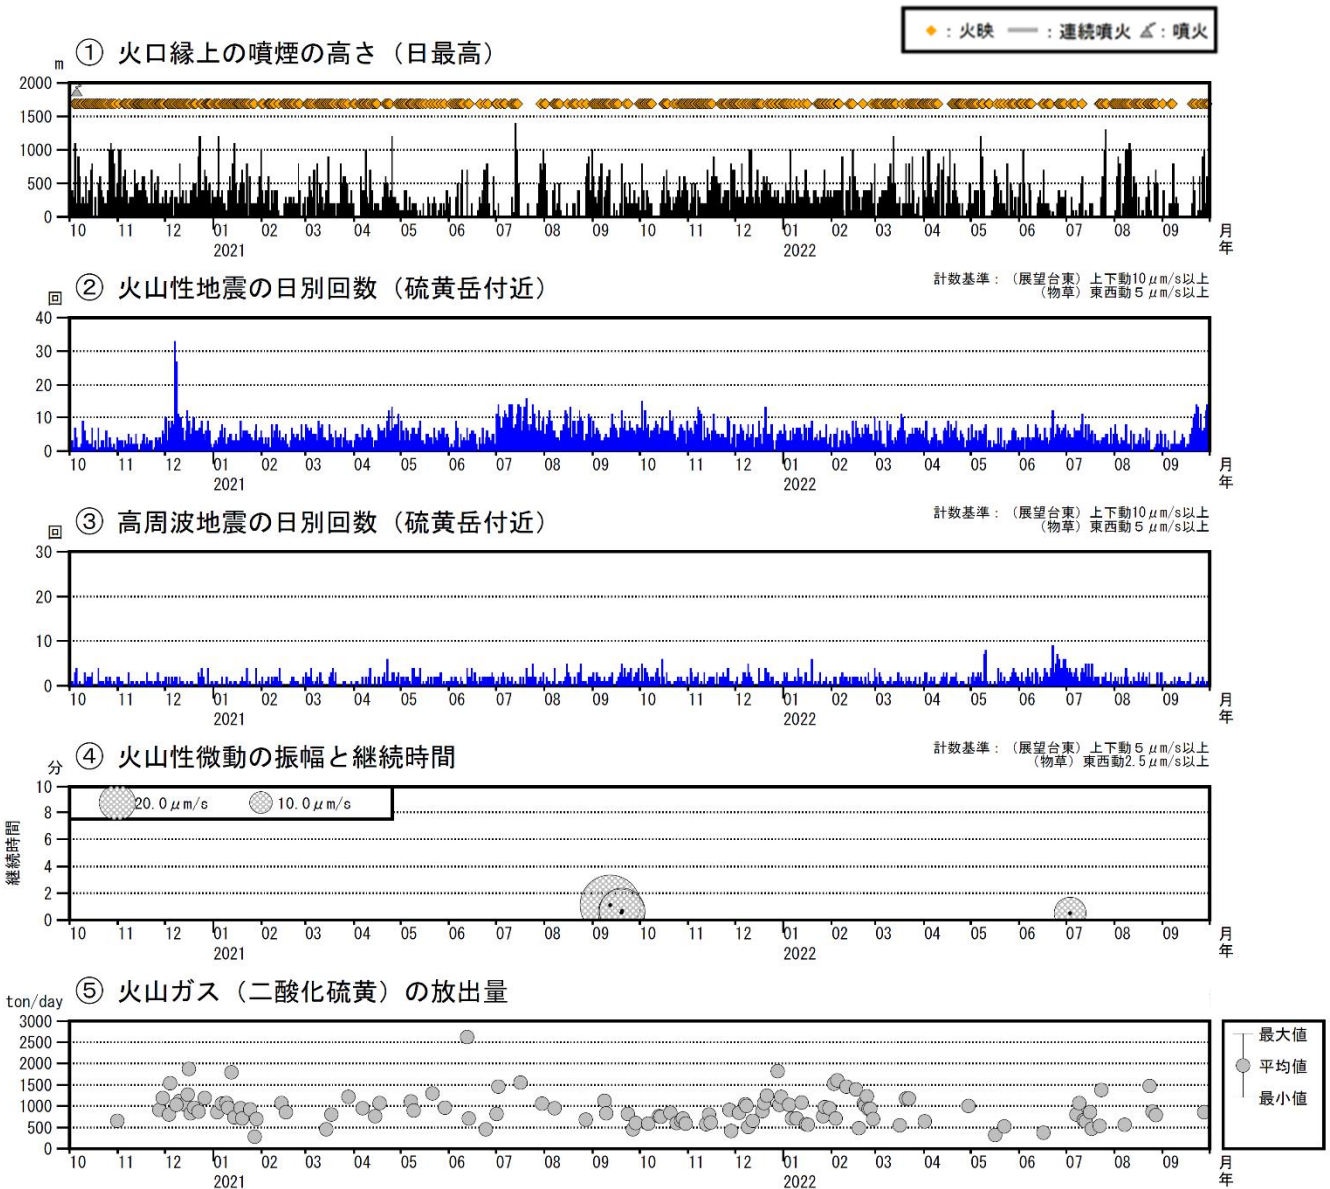 ◆ : 火映 ── : 連続噴火 : 噴火
① 火口縁上の噴煙の高さ（日最高）
m
2000
1500
1000
500
0
10 11 12 01 02 03 04 05 06 07 08 09 10 11 12 01 02 03 04 05 06 07 08 09 月
2021 2022 年
② 火山性地震の日別回数（硫黄岳付近）
計数基準：（展望台東）上下動10μm/s以上
（物草）東西動５μm/s以上
回
40
30
20
10
0
10 11 12 01 02 03 04 05 06 07 08 09 10 11 12 01 02 03 04 05 06 07 08 09 月
2021 2022 年
③ 高周波地震の日別回数（硫黄岳付近）
計数基準：（展望台東）上下動10μm/s以上
（物草）東西動５μm/s以上
回
30
20
10
0
10 11 12 01 02 03 04 05 06 07 08 09 10 11 12 01 02 03 04 05 06 07 08 09 月
2021 2022 年
④ 火山性微動の振幅と継続時間
計数基準：（展望台東）上下動５μm/s以上
（物草）東西動2.5μm/s以上
分
継続時間
10
8
6
4
2
0
20.0μm/s 10.0μm/s
10 11 12 01 02 03 04 05 06 07 08 09 10 11 12 01 02 03 04 05 06 07 08 09 月
2021 2022 年
⑤ 火山ガス（二酸化硫黄）の放出量
ton/day
3000
2500
2000
1500
1000
500
0
最大値
平均値
最小値
10 11 12 01 02 03 04 05 06 07 08 09 10 11 12 01 02 03 04 05 06 07 08 09 月
2021 2022 年